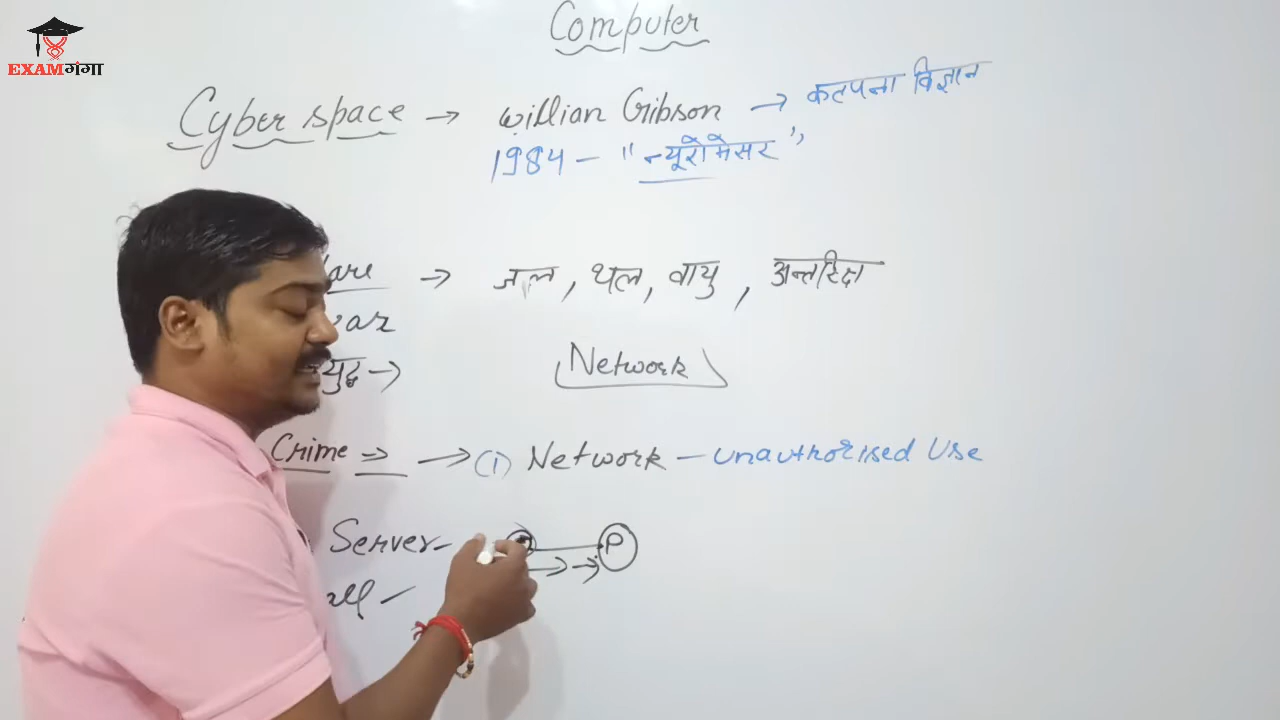 Computer
EXAMगंगा
Cyber space → Willian Gibson → कल्पना विज्ञान
1984 - "न्यूरोमेसर"
→ जल, थल, वायु, अन्तरिक्ष
युद्ध →
Network
Crime ⇒ → (1) Network - Unauthorised Use
Server - P